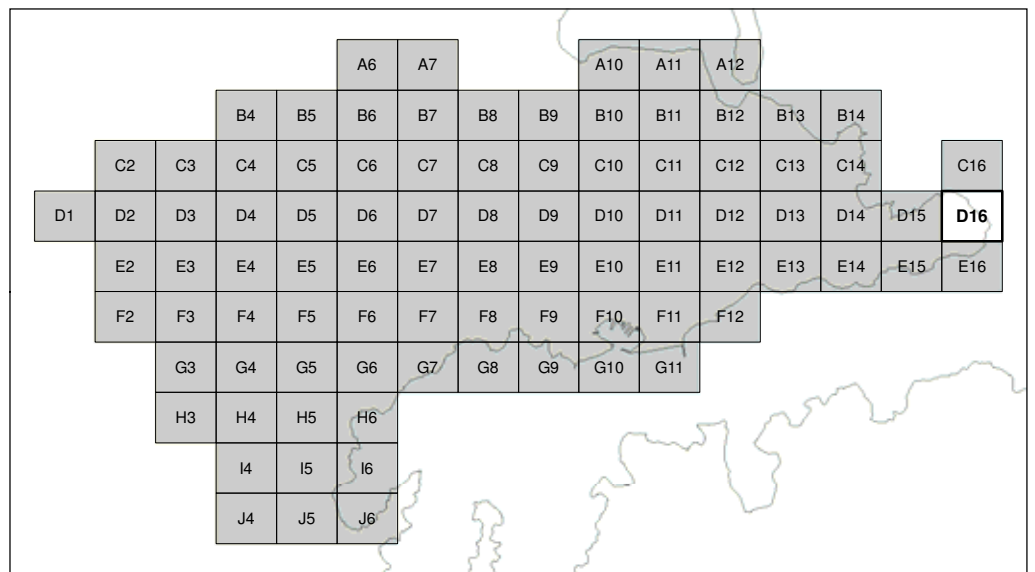 A6 A7 A10 A11 A12
B4 B5 B6 B7 B8 B9 B10 B11 B12 B13 B14
C2 C3 C4 C5 C6 C7 C8 C9 C10 C11 C12 C13 C14 C16
D1 D2 D3 D4 D5 D6 D7 D8 D9 D10 D11 D12 D13 D14 D15 D16
E2 E3 E4 E5 E6 E7 E8 E9 E10 E11 E12 E13 E14 E15 E16
F2 F3 F4 F5 F6 F7 F8 F9 F10 F11 F12
G3 G4 G5 G6 G7 G8 G9 G10 G11
H3 H4 H5 H6
I4 I5 I6
J4 J5 J6